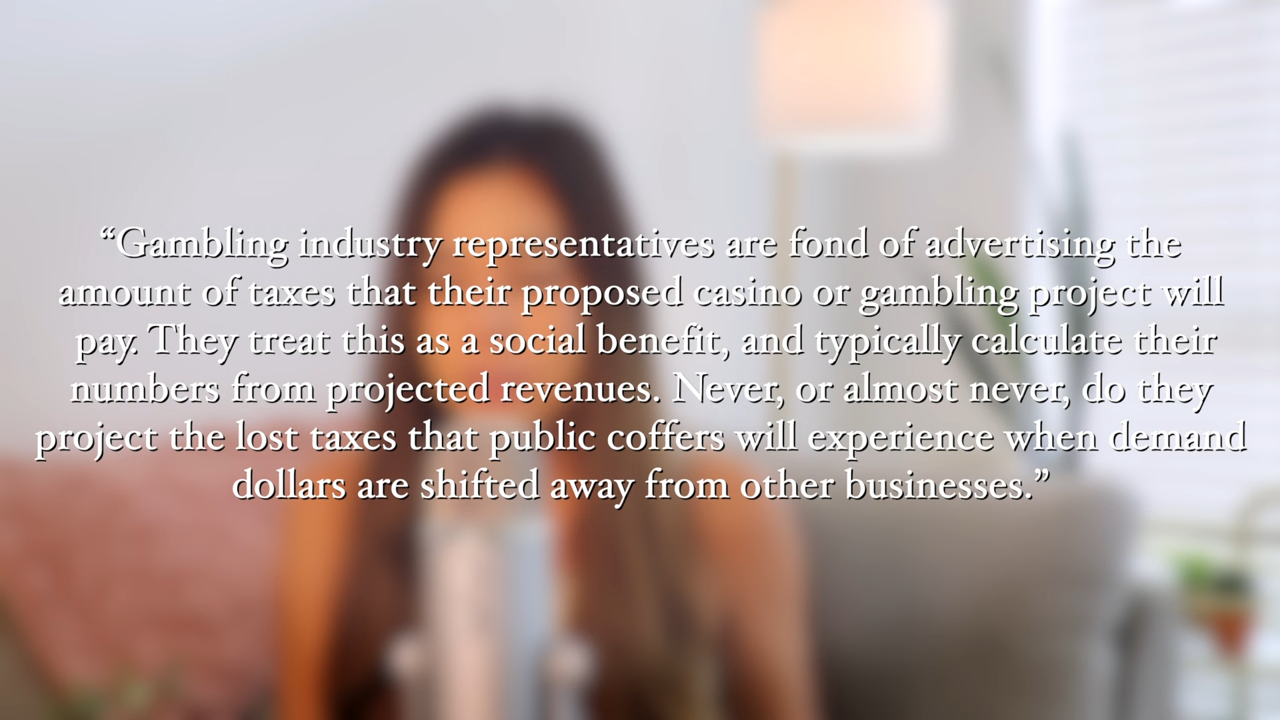 “Gambling industry representatives are fond of advertising the
amount of taxes that their proposed casino or gambling project will
pay. They treat this as a social benefit, and typically calculate their
numbers from projected revenues. Never, or almost never, do they
project the lost taxes that public coffers will experience when demand
dollars are shifted away from other businesses.”